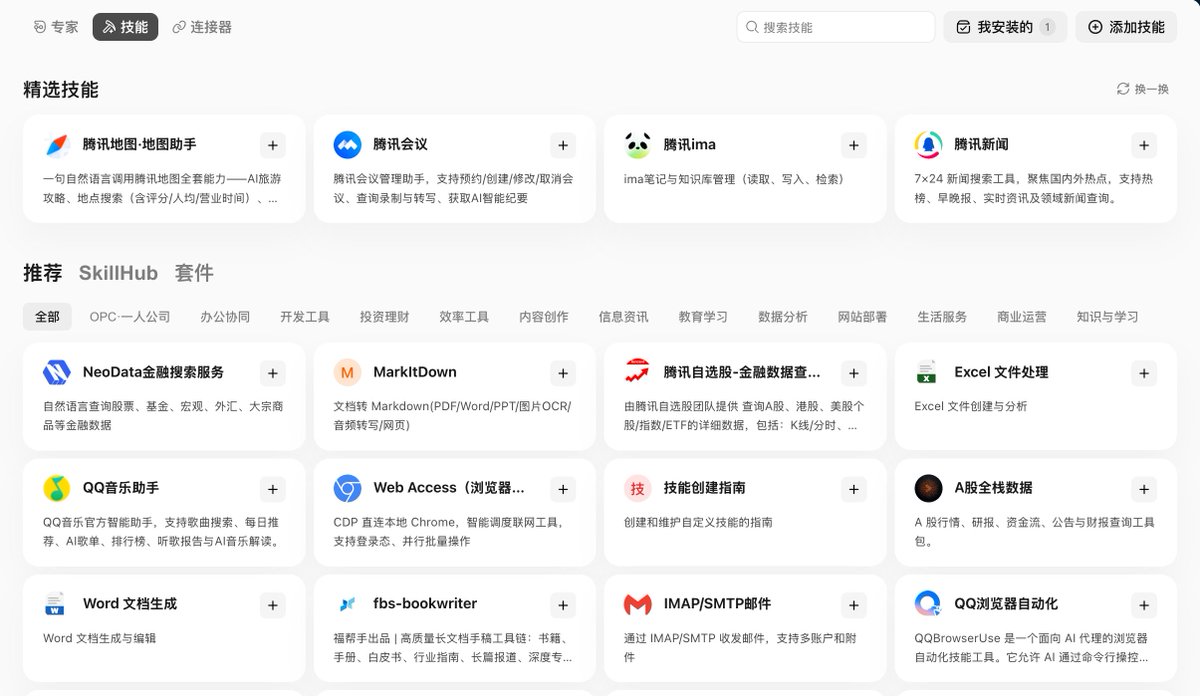 专家 技能 连接器 搜索技能 我安装的 1 添加技能
精选技能 换一换
腾讯地图·地图助手 +
一句自然语言调用腾讯地图全套能力——AI旅游
攻略、地点搜索（含评分/人均/营业时间）、...
腾讯会议 +
腾讯会议管理助手，支持预约/创建/修改/取消会
议、查询录制与转写、获取AI智能纪要
腾讯ima +
ima笔记与知识库管理（读取、写入、检索）
腾讯新闻 +
7×24 新闻搜索工具，聚焦国内外热点，支持热
榜、早晚报、实时资讯及领域新闻查询。
推荐 SkillHub 套件
全部 OPC·一人公司 办公协同 开发工具 投资理财 效率工具 内容创作 信息资讯 教育学习 数据分析 网站部署 生活服务 商业运营 知识与学习
NeoData金融搜索服务 +
自然语言查询股票、基金、宏观、外汇、大宗商
品等金融数据
M MarkItDown +
文档转 Markdown(PDF/Word/PPT/图片OCR/
音频转写/网页)
腾讯自选股-金融数据查... +
由腾讯自选股团队提供 查询A股、港股、美股个
股/指数/ETF的详细数据，包括：K线/分时、...
Excel 文件处理 +
Excel 文件创建与分析
QQ音乐助手 +
QQ音乐官方智能助手，支持歌曲搜索、每日推
荐、AI歌单、排行榜、听歌报告与AI音乐解读。
Web Access（浏览器... +
CDP 直连本地 Chrome，智能调度联网工具，
支持登录态、并行批量操作
技 技能创建指南 +
创建和维护自定义技能的指南
A股全栈数据 +
A 股行情、研报、资金流、公告与财报查询工具
包。
Word 文档生成 +
Word 文档生成与编辑
fbs-bookwriter +
福帮手出品 | 高质量长文档手稿工具链：书籍、
手册、白皮书、行业指南、长篇报道、深度专...
IMAP/SMTP邮件 +
通过 IMAP/SMTP 收发邮件，支持多账户和附
件
QQ浏览器自动化 +
QQBrowserUse 是一个面向 AI 代理的浏览器
自动化技能工具。它允许 AI 通过命令行操控...